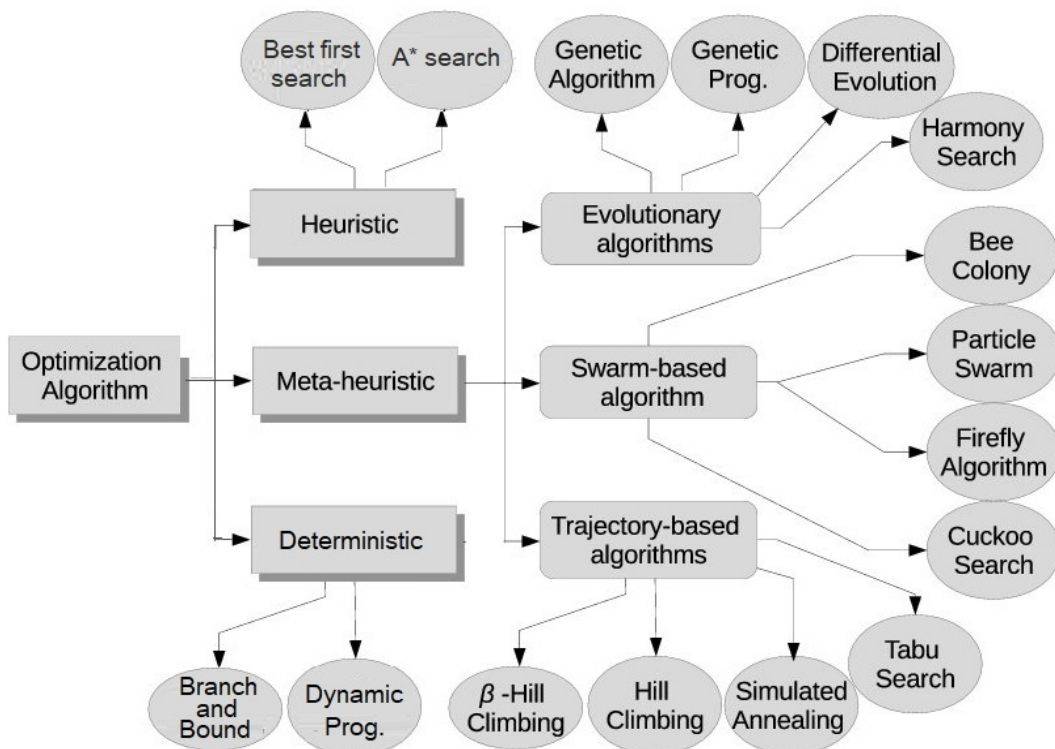 Best first
search
A* search
Genetic
Algorithm
Genetic
Prog.
Differential
Evolution
Harmony
Search
Heuristic
Evolutionary
algorithms
Bee
Colony
Optimization
Algorithm
Meta-heuristic
Swarm-based
algorithm
Particle
Swarm
Firefly
Algorithm
Deterministic
Trajectory-based
algorithms
Cuckoo
Search
Branch
and
Bound
Dynamic
Prog.
β -Hill
Climbing
Hill
Climbing
Simulated
Annealing
Tabu
Search